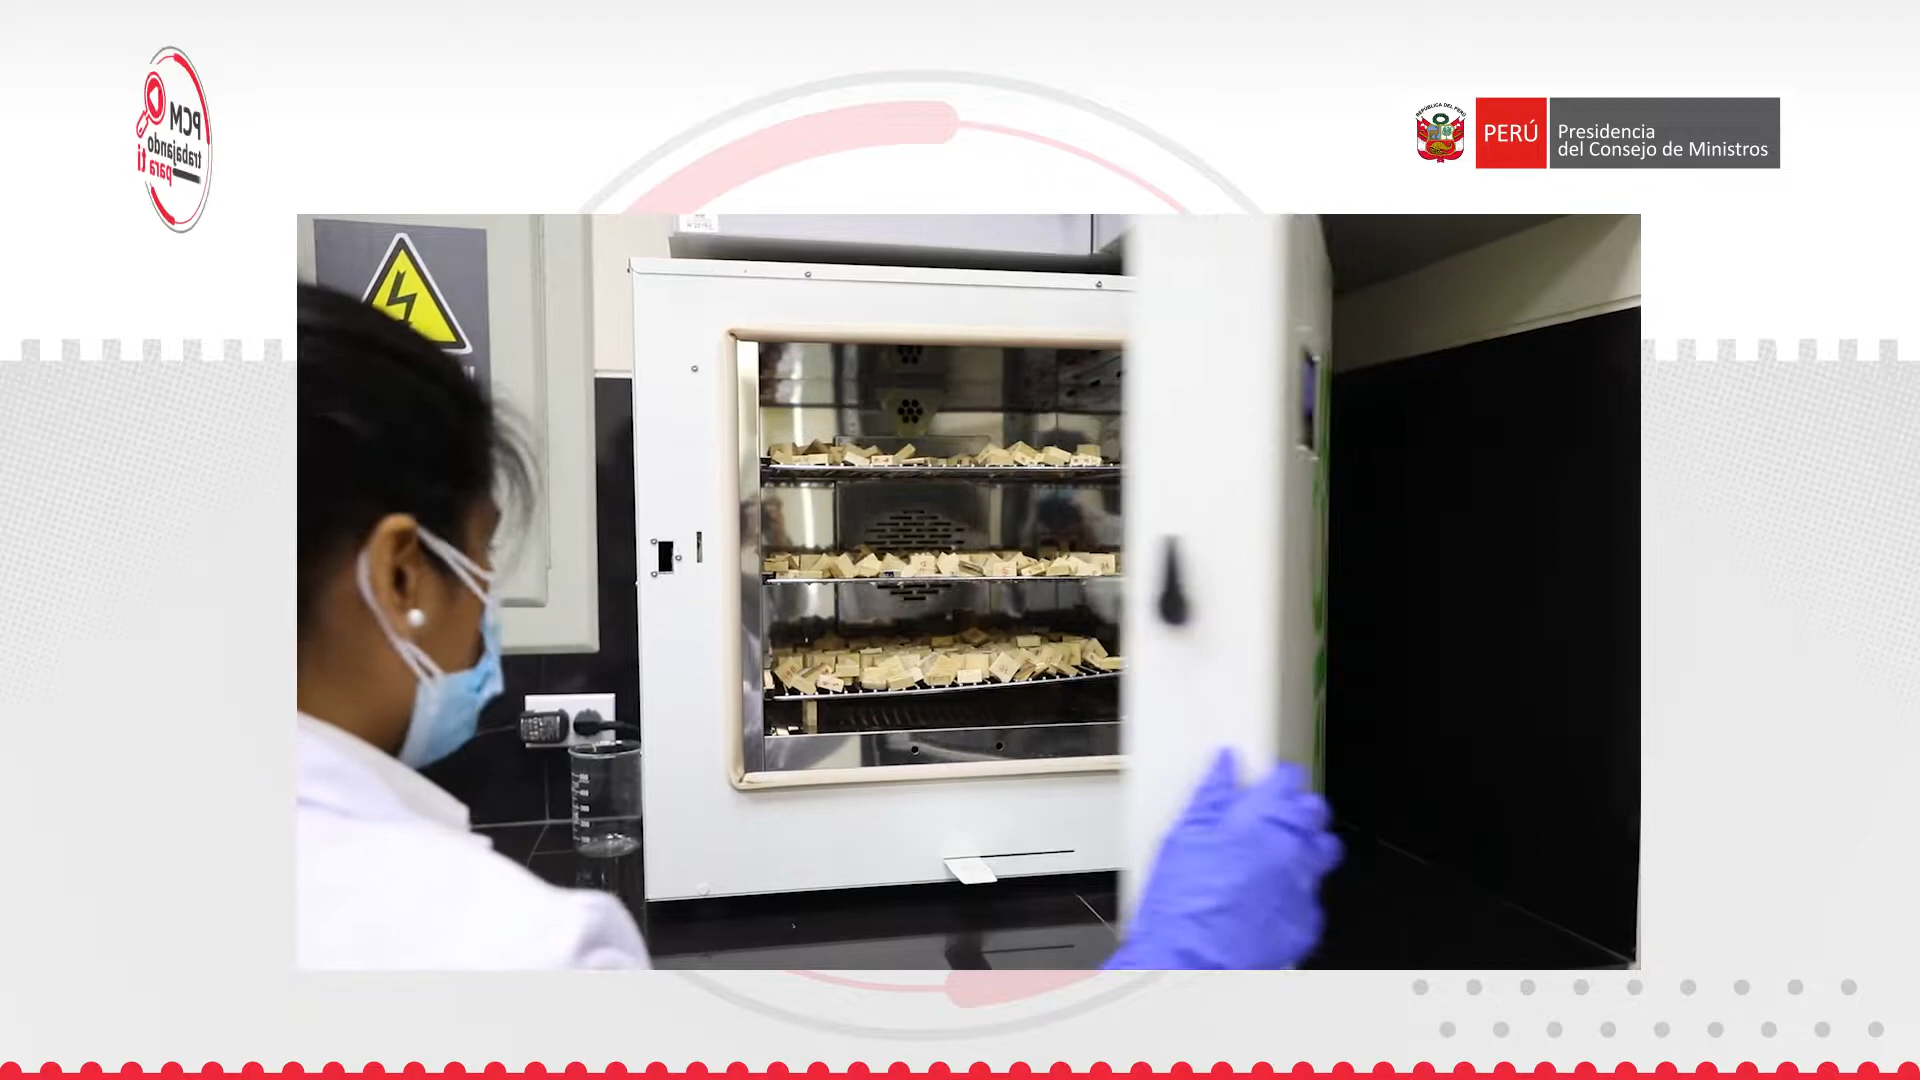 PCM
trabajando
para ti
REPÚBLICA DEL PERÚ
PERÚ
Presidencia
del Consejo de Ministros